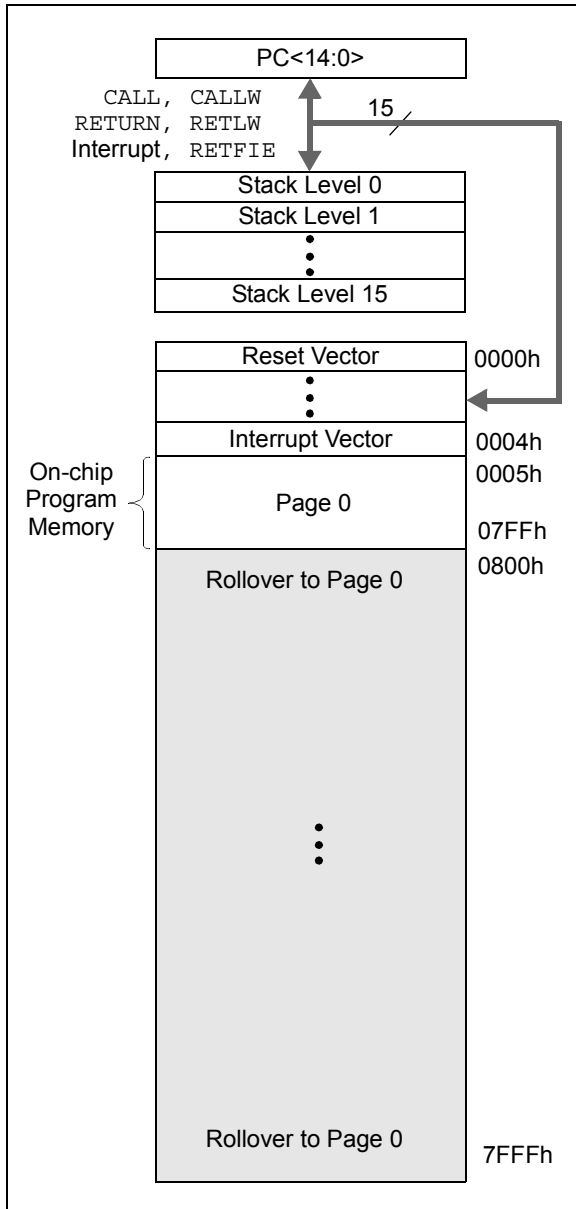 PC<14:0>
CALL, CALLW
RETURN, RETLW
Interrupt, RETFIE
15
Stack Level 0
Stack Level 1
Stack Level 15
Reset Vector
0000h
Interrupt Vector
0004h
On-chip
Program
Memory
Page 0
0005h
07FFh
Rollover to Page 0
0800h
Rollover to Page 0
7FFFh